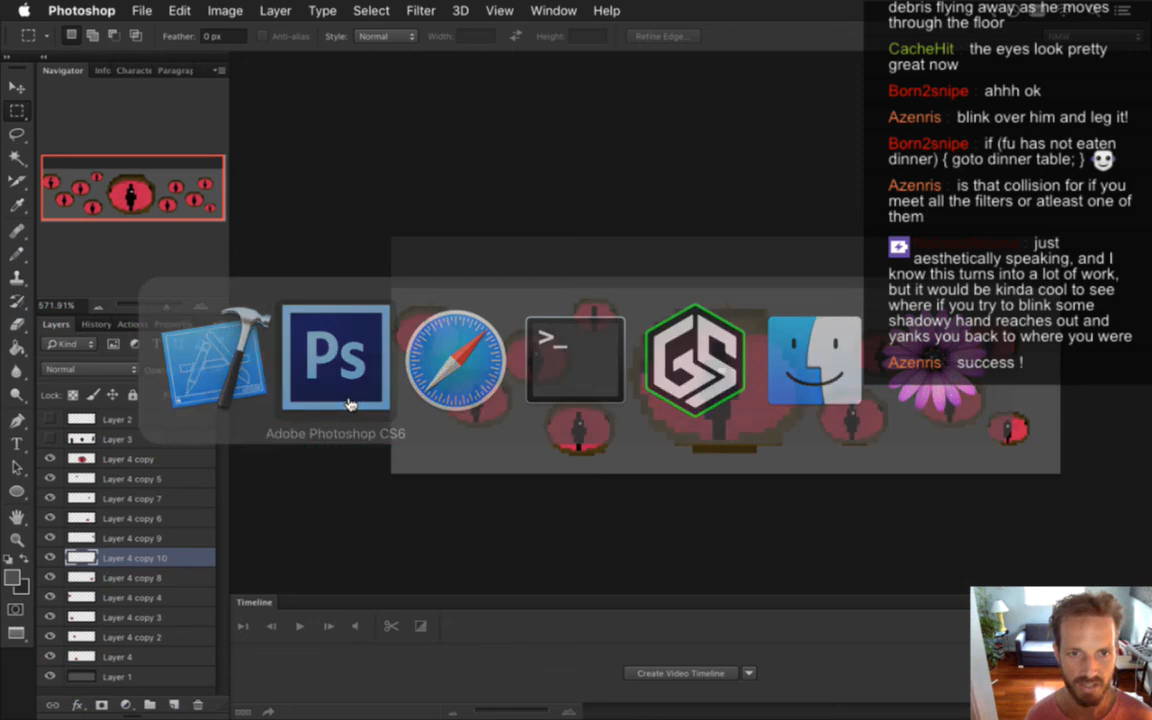 Photoshop File Edit Image Layer Type Select Filter 3D View Window Help
Feather: 0 px Anti-alias Style: Normal Width: Height: Refine Edge...
Navigator Info Characte Paragrap
571.91%
Layers History Actions
Kind
Normal
Lock:
Layer 2
Layer 3
Layer 4 copy
Layer 4 copy 5
Layer 4 copy 7
Layer 4 copy 6
Layer 4 copy 9
Layer 4 copy 10
Layer 4 copy 8
Layer 4 copy 4
Layer 4 copy 3
Layer 4 copy 2
Layer 4
Layer 1
fx
Ps
>_
GS
Adobe Photoshop CS6
Timeline
Create Video Timeline
debris flying away as he moves
through the floor
CacheHit : the eyes look pretty
great now
Born2snipe : ahhh ok
Azenris : blink over him and leg it!
Born2snipe : if (fu has not eaten
dinner) { goto dinner table; }
Azenris : is that collision for if you
meet all the filters or atleast one of
them
: just
aesthetically speaking, and I
know this turns into a lot of work,
but it would be kinda cool to see
where if you try to blink some
shadowy hand reaches out and
yanks you back to where you were
Azenris : success !